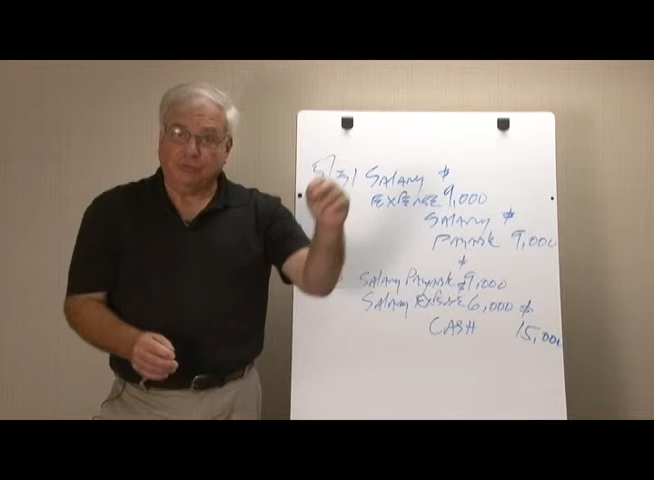 5/31 SALARY $
EXPENSE 9,000
SALARY $
PAYABLE 9,000
$
SALARY PAYABLE 9,000
SALARY EXPENSE $6,000 $
CASH 15,000